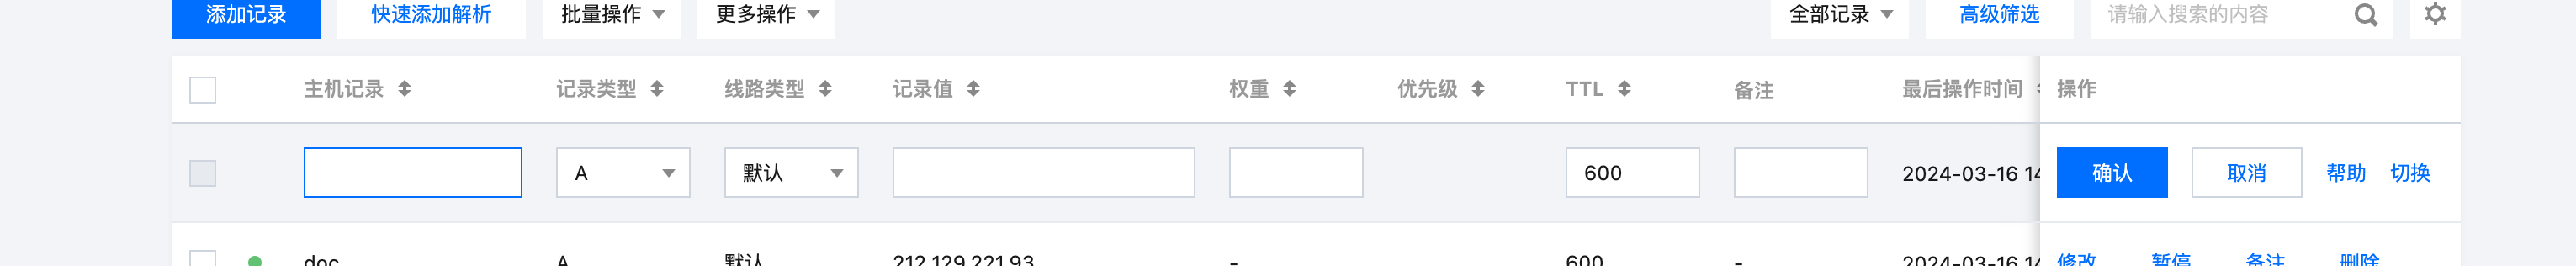 添加记录 快速添加解析 批量操作 更多操作 全部记录 高级筛选 请输入搜索的内容
主机记录 记录类型 线路类型 记录值 权重 优先级 TTL 备注 最后操作时间 操作
A 默认 600 2024-03-16 14 确认 取消 帮助 切换
doc A 默认 212.129.221.93 - 600 - 2024-03-16 14 修改 暂停 备注 删除